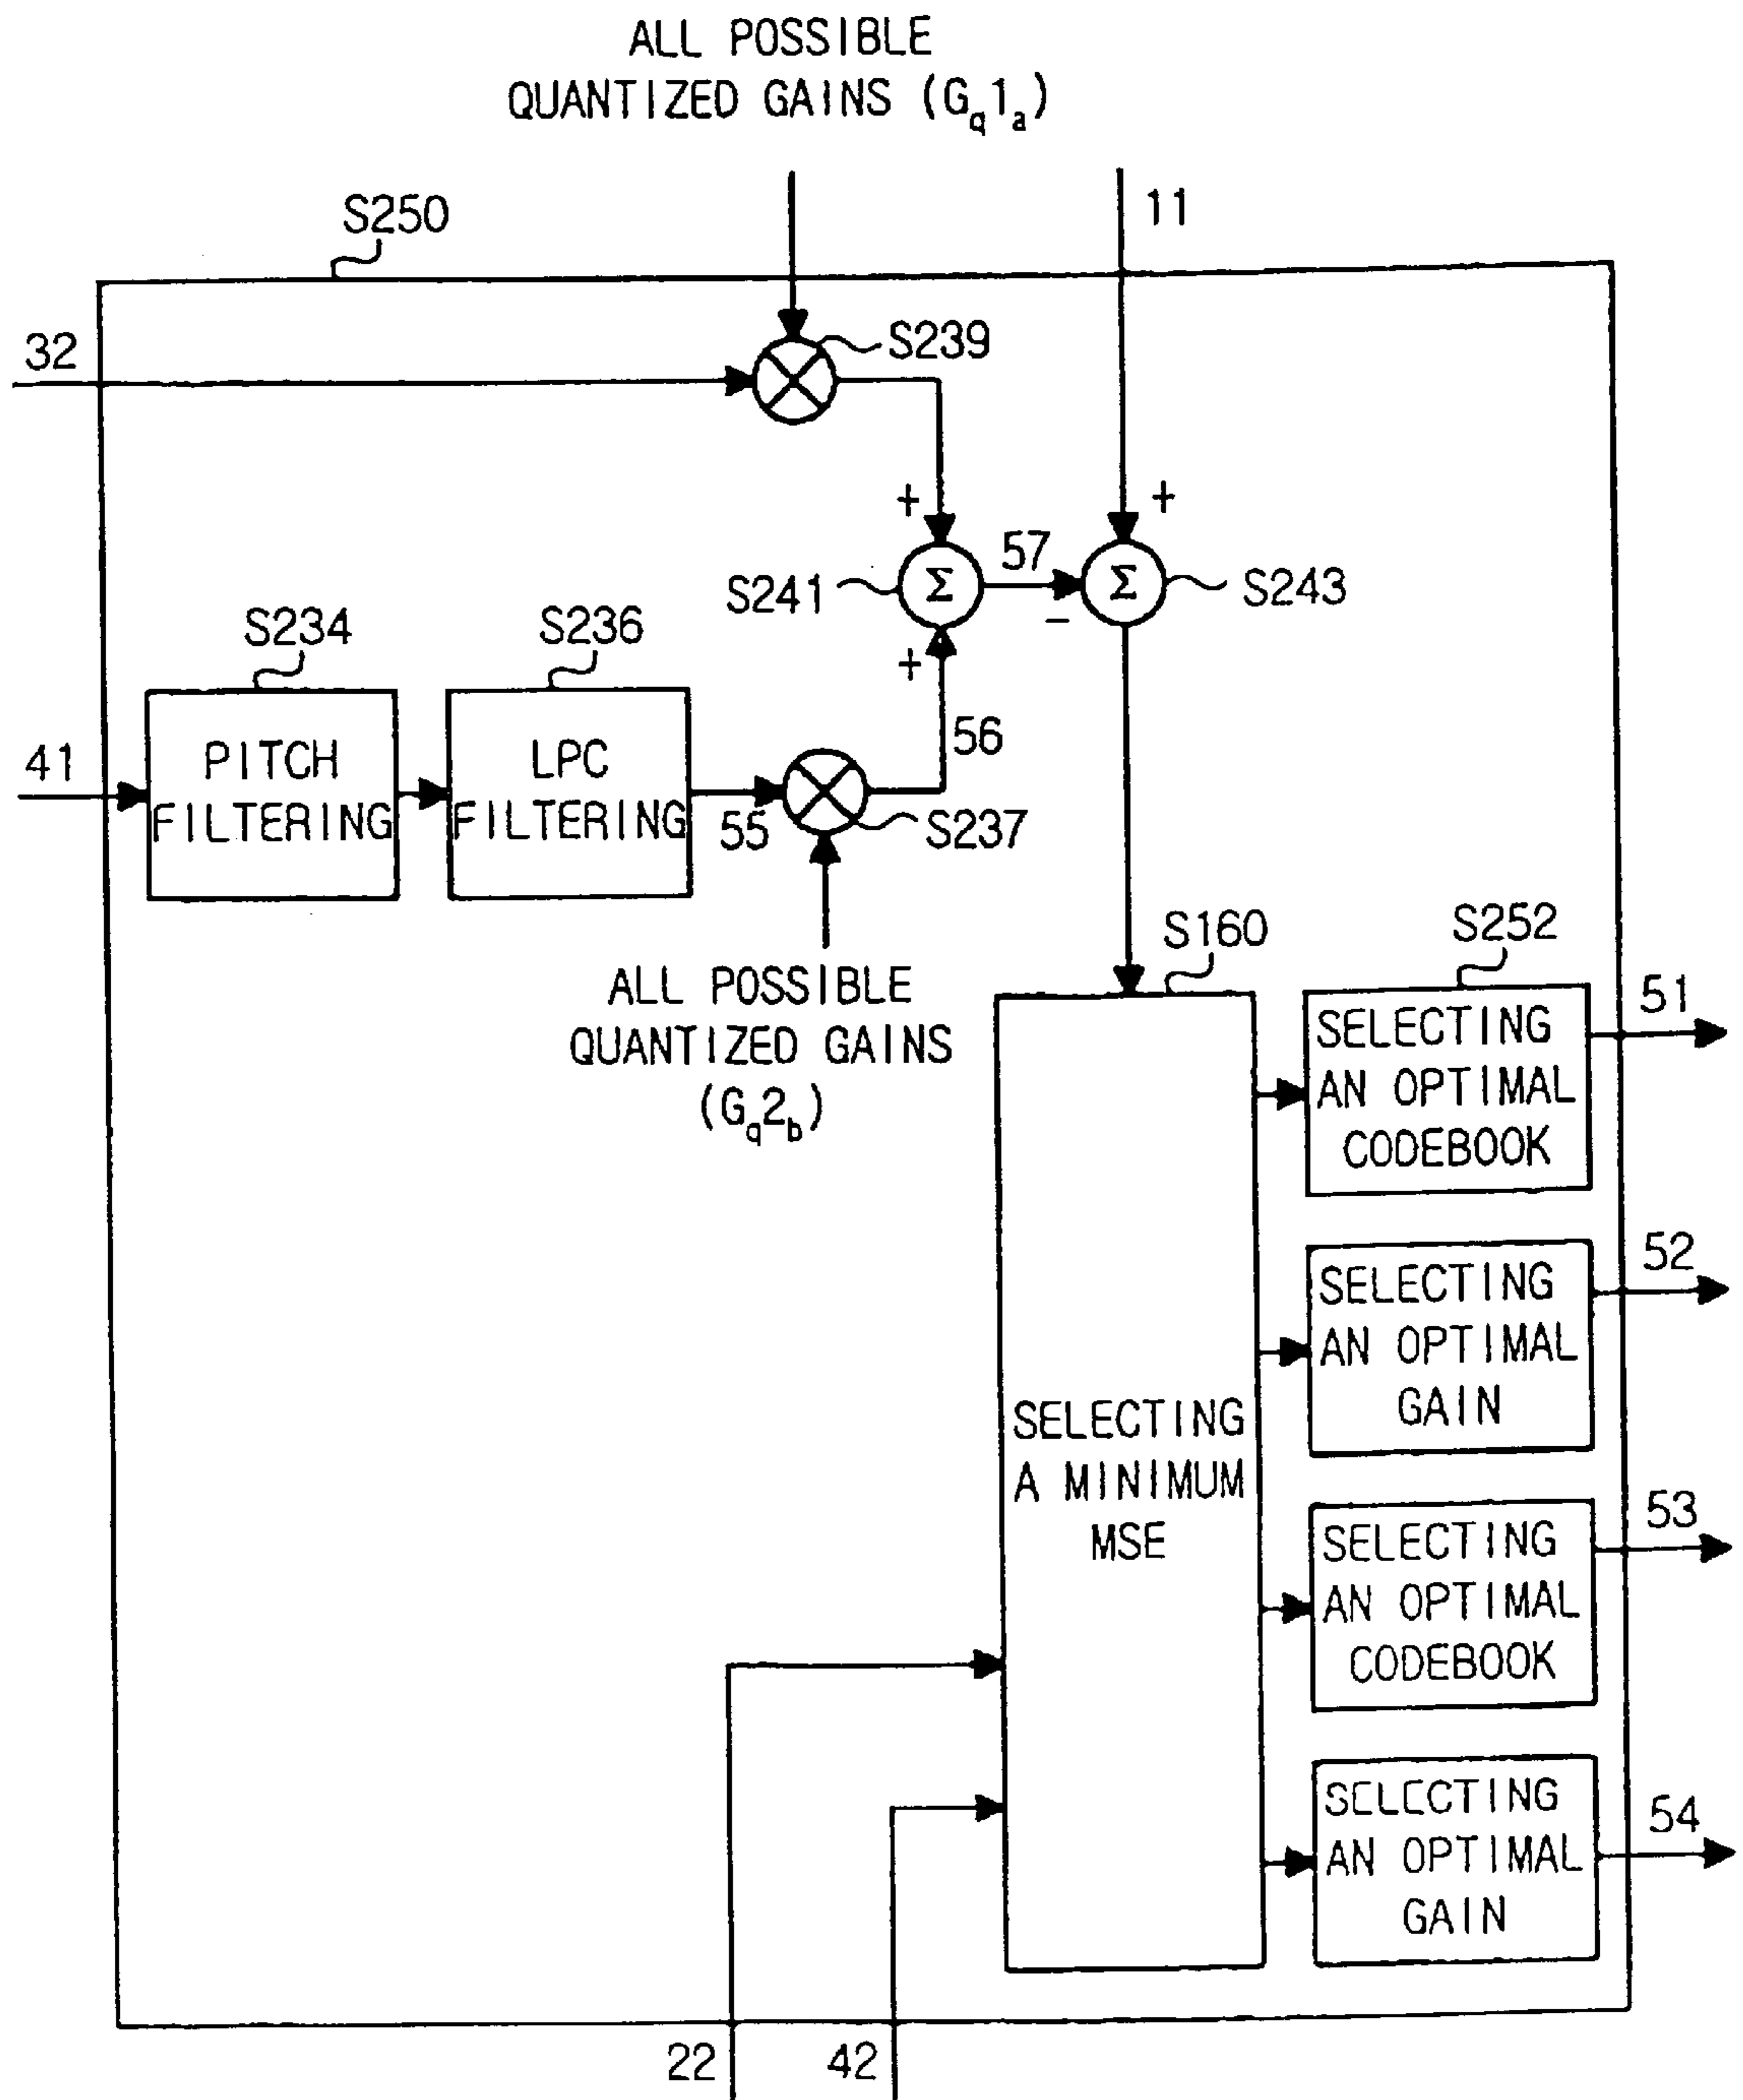 ALL POSSIBLE
QUANTIZED GAINS (Gq1a)
S250
11
32
S239
+
+
57
S241
Σ
Σ
S243
-
+
S234
S236
56
41
PITCH
FILTERING
LPC
FILTERING
55
S237
ALL POSSIBLE
QUANTIZED GAINS
(Gq2b)
S160
S252
51
SELECTING
AN OPTIMAL
CODEBOOK
52
SELECTING
AN OPTIMAL
GAIN
SELECTING
A MINIMUM
MSE
53
SELECTING
AN OPTIMAL
CODEBOOK
54
SELECTING
AN OPTIMAL
GAIN
22
42